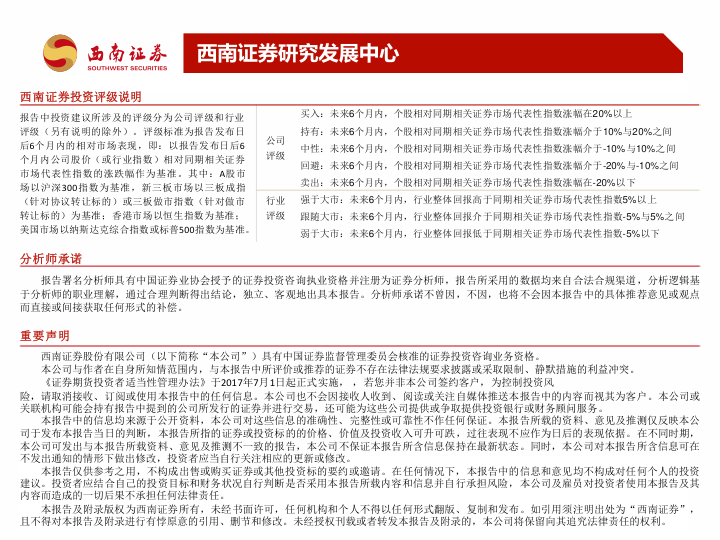 西南证券
SOUTHWEST SECURITIES
西南证券研究发展中心
西南证券投资评级说明
报告中投资建议所涉及的评级分为公司评级和行业
评级（另有说明的除外）。评级标准为报告发布日
后6个月内的相对市场表现，即：以报告发布日后6
个月内公司股价（或行业指数）相对同期相关证券
市场代表性指数的涨跌幅作为基准。其中：A股市
场以沪深300指数为基准，新三板市场以三板成指
（针对协议转让标的）或三板做市指数（针对做市
转让标的）为基准；香港市场以恒生指数为基准；
美国市场以纳斯达克综合指数或标普500指数为基准。
公司
评级
买入：未来6个月内，个股相对同期相关证券市场代表性指数涨幅在20%以上
持有：未来6个月内，个股相对同期相关证券市场代表性指数涨幅介于10%与20%之间
中性：未来6个月内，个股相对同期相关证券市场代表性指数涨幅介于-10%与10%之间
回避：未来6个月内，个股相对同期相关证券市场代表性指数涨幅介于-20%与-10%之间
卖出：未来6个月内，个股相对同期相关证券市场代表性指数涨幅在-20%以下
行业
评级
强于大市：未来6个月内，行业整体回报高于同期相关证券市场代表性指数5%以上
跟随大市：未来6个月内，行业整体回报介于同期相关证券市场代表性指数-5%与5%之间
弱于大市：未来6个月内，行业整体回报低于同期相关证券市场代表性指数-5%以下
分析师承诺
报告署名分析师具有中国证券业协会授予的证券投资咨询执业资格并注册为证券分析师，报告所采用的数据均来自合法合规渠道，分析逻辑基
于分析师的职业理解，通过合理判断得出结论，独立、客观地出具本报告。分析师承诺不曾因，不因，也将不会因本报告中的具体推荐意见或观点
而直接或间接获取任何形式的补偿。
重要声明
西南证券股份有限公司（以下简称“本公司”）具有中国证券监督管理委员会核准的证券投资咨询业务资格。
本公司与作者在自身所知情范围内，与本报告中所评价或推荐的证券不存在法律法规要求披露或采取限制、静默措施的利益冲突。
《证券期货投资者适当性管理办法》于2017年7月1日起正式实施，，若您并非本公司签约客户，为控制投资风
险，请取消接收、订阅或使用本报告中的任何信息。本公司也不会因接收人收到、阅读或关注自媒体推送本报告中的内容而视其为客户。本公司或
关联机构可能会持有报告中提到的公司所发行的证券并进行交易，还可能为这些公司提供或争取提供投资银行或财务顾问服务。
本报告中的信息均来源于公开资料，本公司对这些信息的准确性、完整性或可靠性不作任何保证。本报告所载的资料、意见及推测仅反映本公
司于发布本报告当日的判断，本报告所指的证券或投资标的的价格、价值及投资收入可升可跌，过往表现不应作为日后的表现依据。在不同时期，
本公司可发出与本报告所载资料、意见及推测不一致的报告，本公司不保证本报告所含信息保持在最新状态。同时，本公司对本报告所含信息可在
不发出通知的情形下做出修改，投资者应当自行关注相应的更新或修改。
本报告仅供参考之用，不构成出售或购买证券或其他投资标的要约或邀请。在任何情况下，本报告中的信息和意见均不构成对任何个人的投资
建议。投资者应结合自己的投资目标和财务状况自行判断是否采用本报告所载内容和信息并自行承担风险，本公司及雇员对投资者使用本报告及其
内容而造成的一切后果不承担任何法律责任。
本报告及附录版权为西南证券所有，未经书面许可，任何机构和个人不得以任何形式翻版、复制和发布。如引用须注明出处为“西南证券”，
且不得对本报告及附录进行有悖原意的引用、删节和修改。未经授权刊载或者转发本报告及附录的，本公司将保留向其追究法律责任的权利。